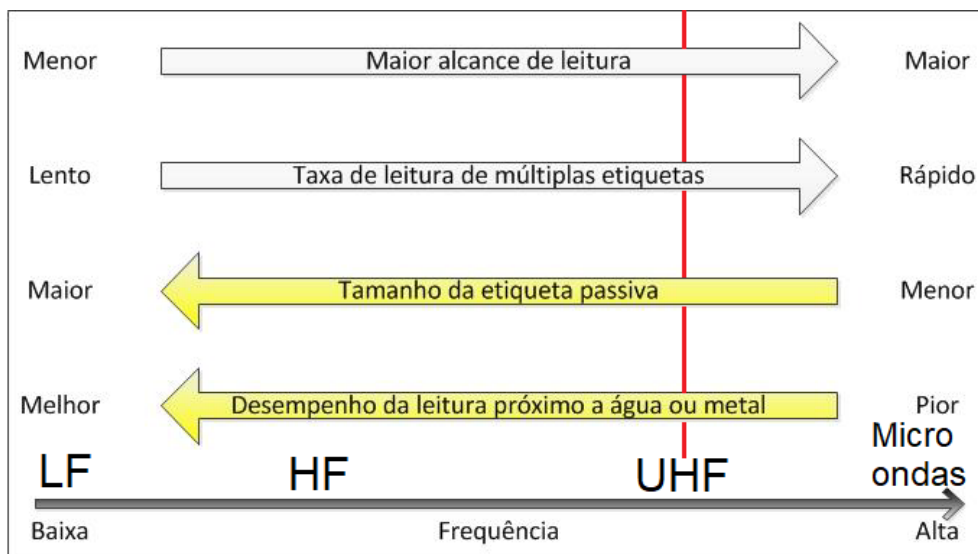 Menor Maior alcance de leitura Maior
Lento Taxa de leitura de múltiplas etiquetas Rápido
Maior Tamanho da etiqueta passiva Menor
Melhor Desempenho da leitura próximo a água ou metal Pior
LF HF UHF Micro
ondas
Baixa Frequência Alta